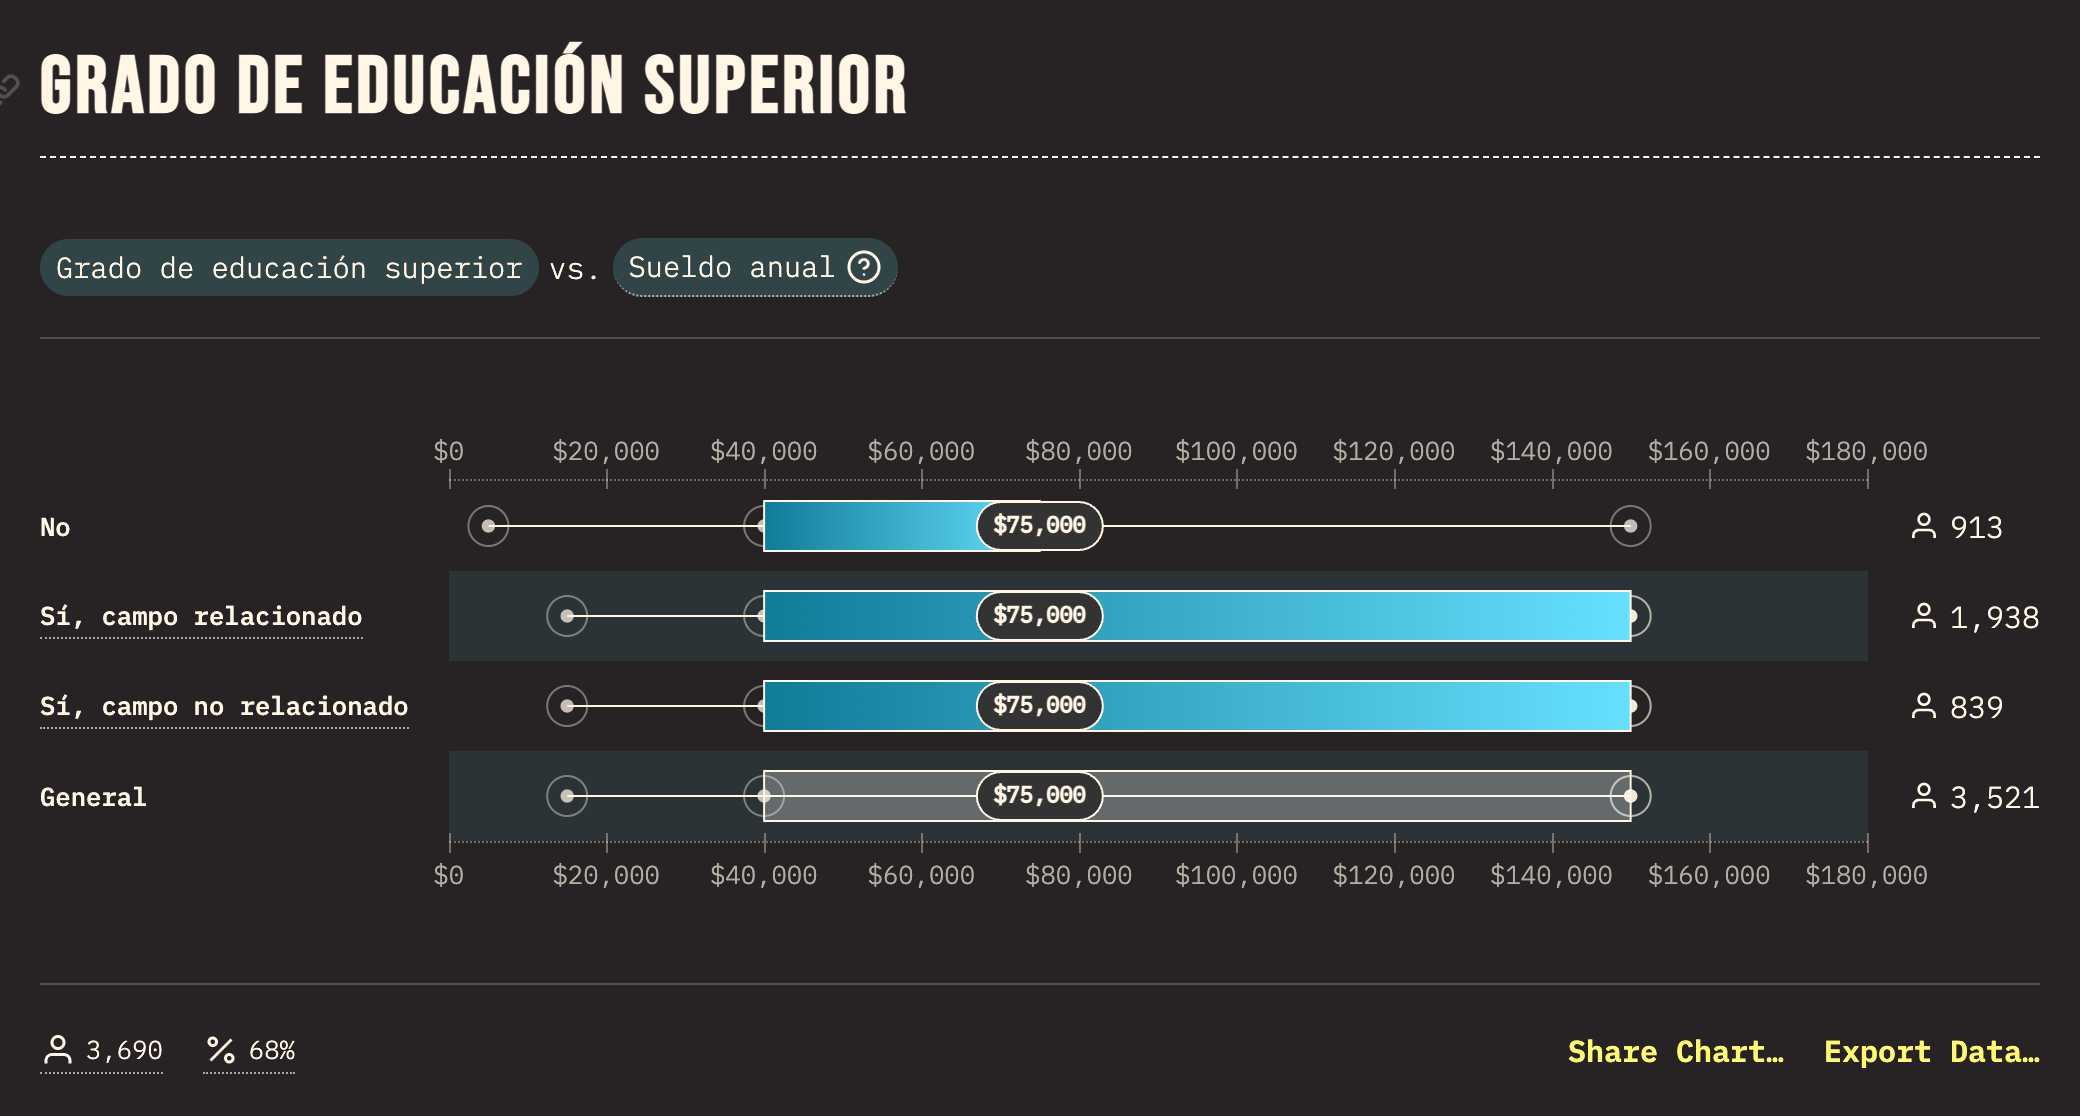 GRADO DE EDUCACIÓN SUPERIOR
Grado de educación superior vs. Sueldo anual ?
$0 $20,000 $40,000 $60,000 $80,000 $100,000 $120,000 $140,000 $160,000 $180,000
No $75,000 913
Sí, campo relacionado $75,000 1,938
Sí, campo no relacionado $75,000 839
General $75,000 3,521
$0 $20,000 $40,000 $60,000 $80,000 $100,000 $120,000 $140,000 $160,000 $180,000
3,690 % 68% Share Chart… Export Data…